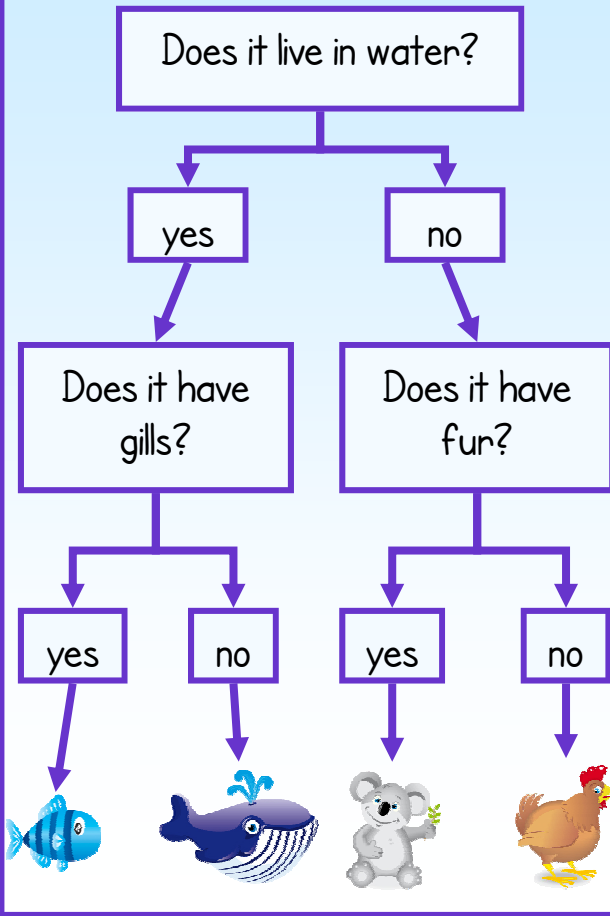 Does it live in water?
yes
no
Does it have
gills?
Does it have
fur?
yes
no
yes
no